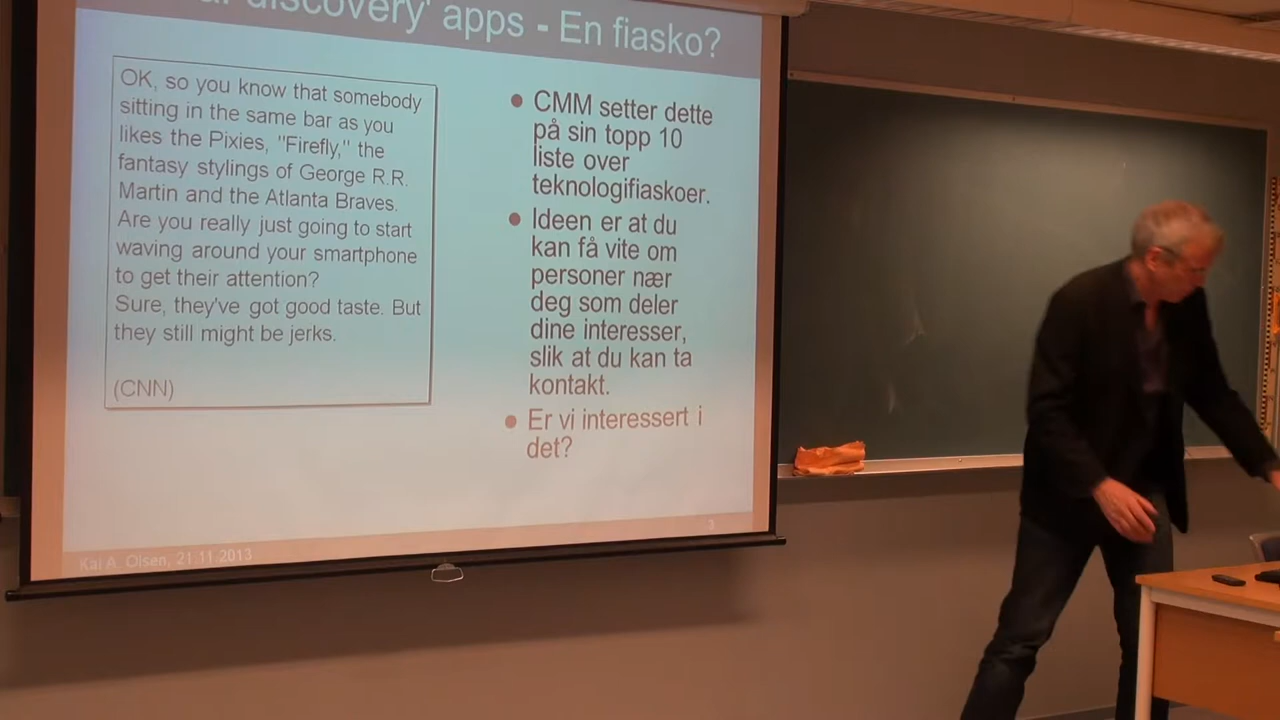 discovery' apps - En fiasko?
OK, so you know that somebody
sitting in the same bar as you
likes the Pixies, "Firefly," the
fantasy stylings of George R.R.
Martin and the Atlanta Braves.
Are you really just going to start
waving around your smartphone
to get their attention?
Sure, they've got good taste. But
they still might be jerks.
(CNN)
• CMM setter dette
på sin topp 10
liste over
teknologifiaskoer.
• Ideen er at du
kan få vite om
personer nær
deg som deler
dine interesser,
slik at du kan ta
kontakt.
• Er vi interessert i
det?
Kai A. Olsen, 21.11.2013
3